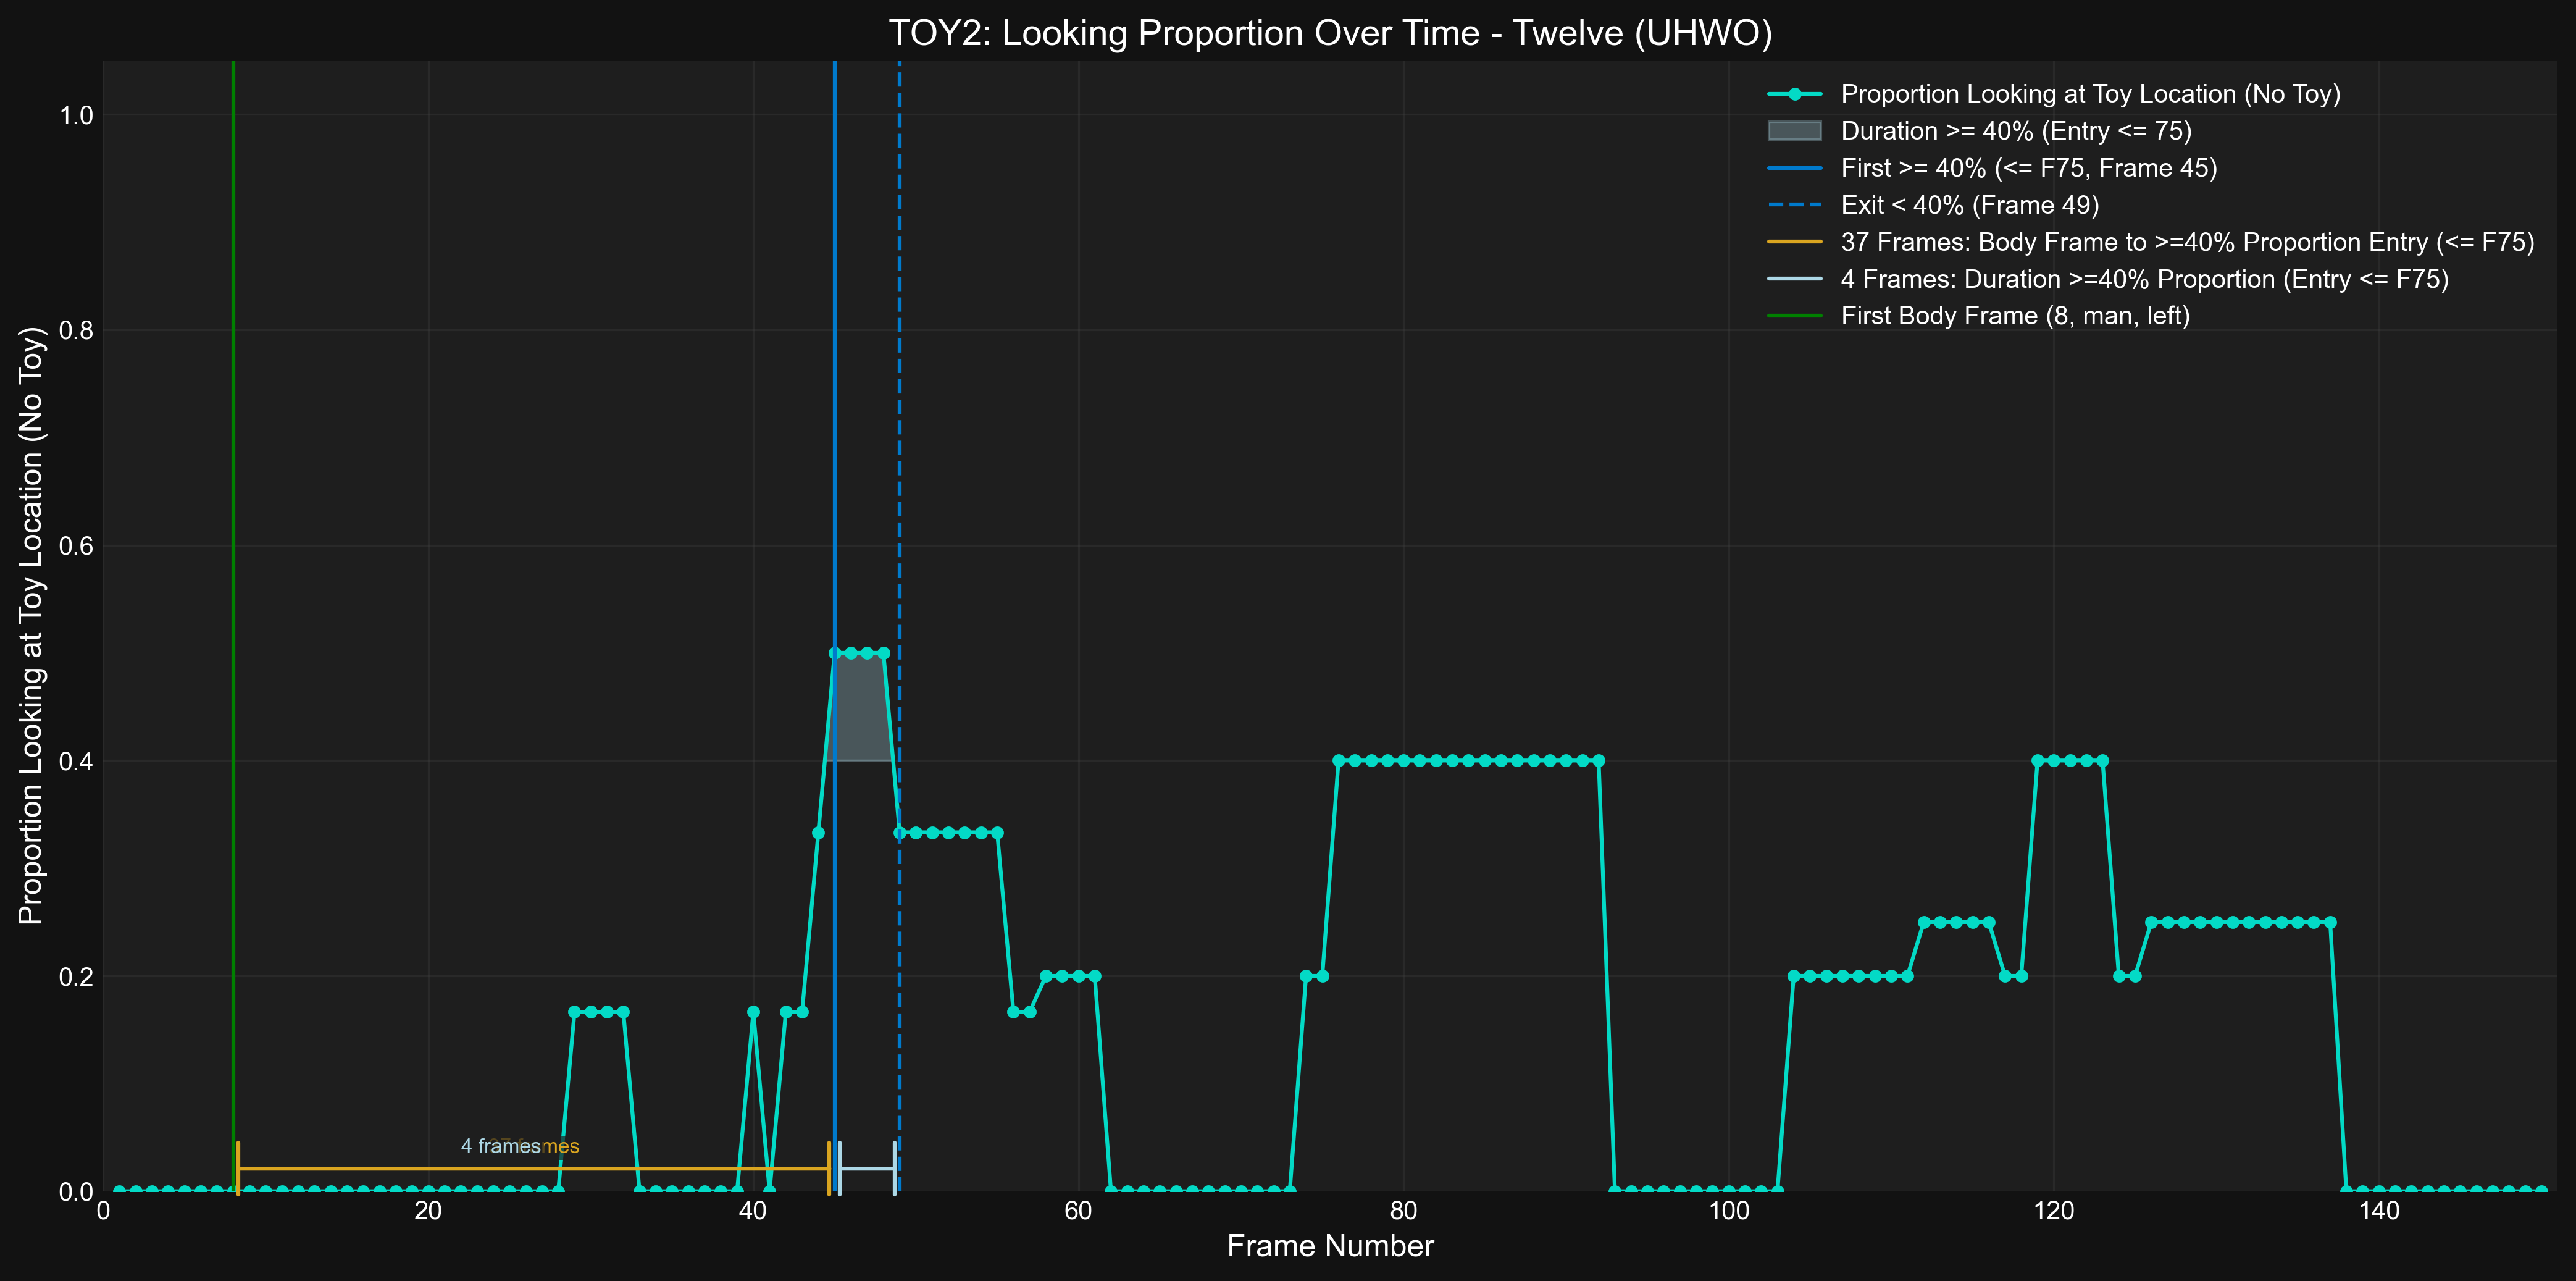 TOY2: Looking Proportion Over Time - Twelve (UHWO)
Proportion Looking at Toy Location (No Toy)
Duration >= 40% (Entry <= 75)
First >= 40% (<= F75, Frame 45)
Exit < 40% (Frame 49)
37 Frames: Body Frame to >=40% Proportion Entry (<= F75)
4 Frames: Duration >=40% Proportion (Entry <= F75)
First Body Frame (8, man, left)
Proportion Looking at Toy Location (No Toy)
1.0
0.8
0.6
0.4
0.2
0.0
4 frames
0
20
40
60
80
100
120
140
Frame Number